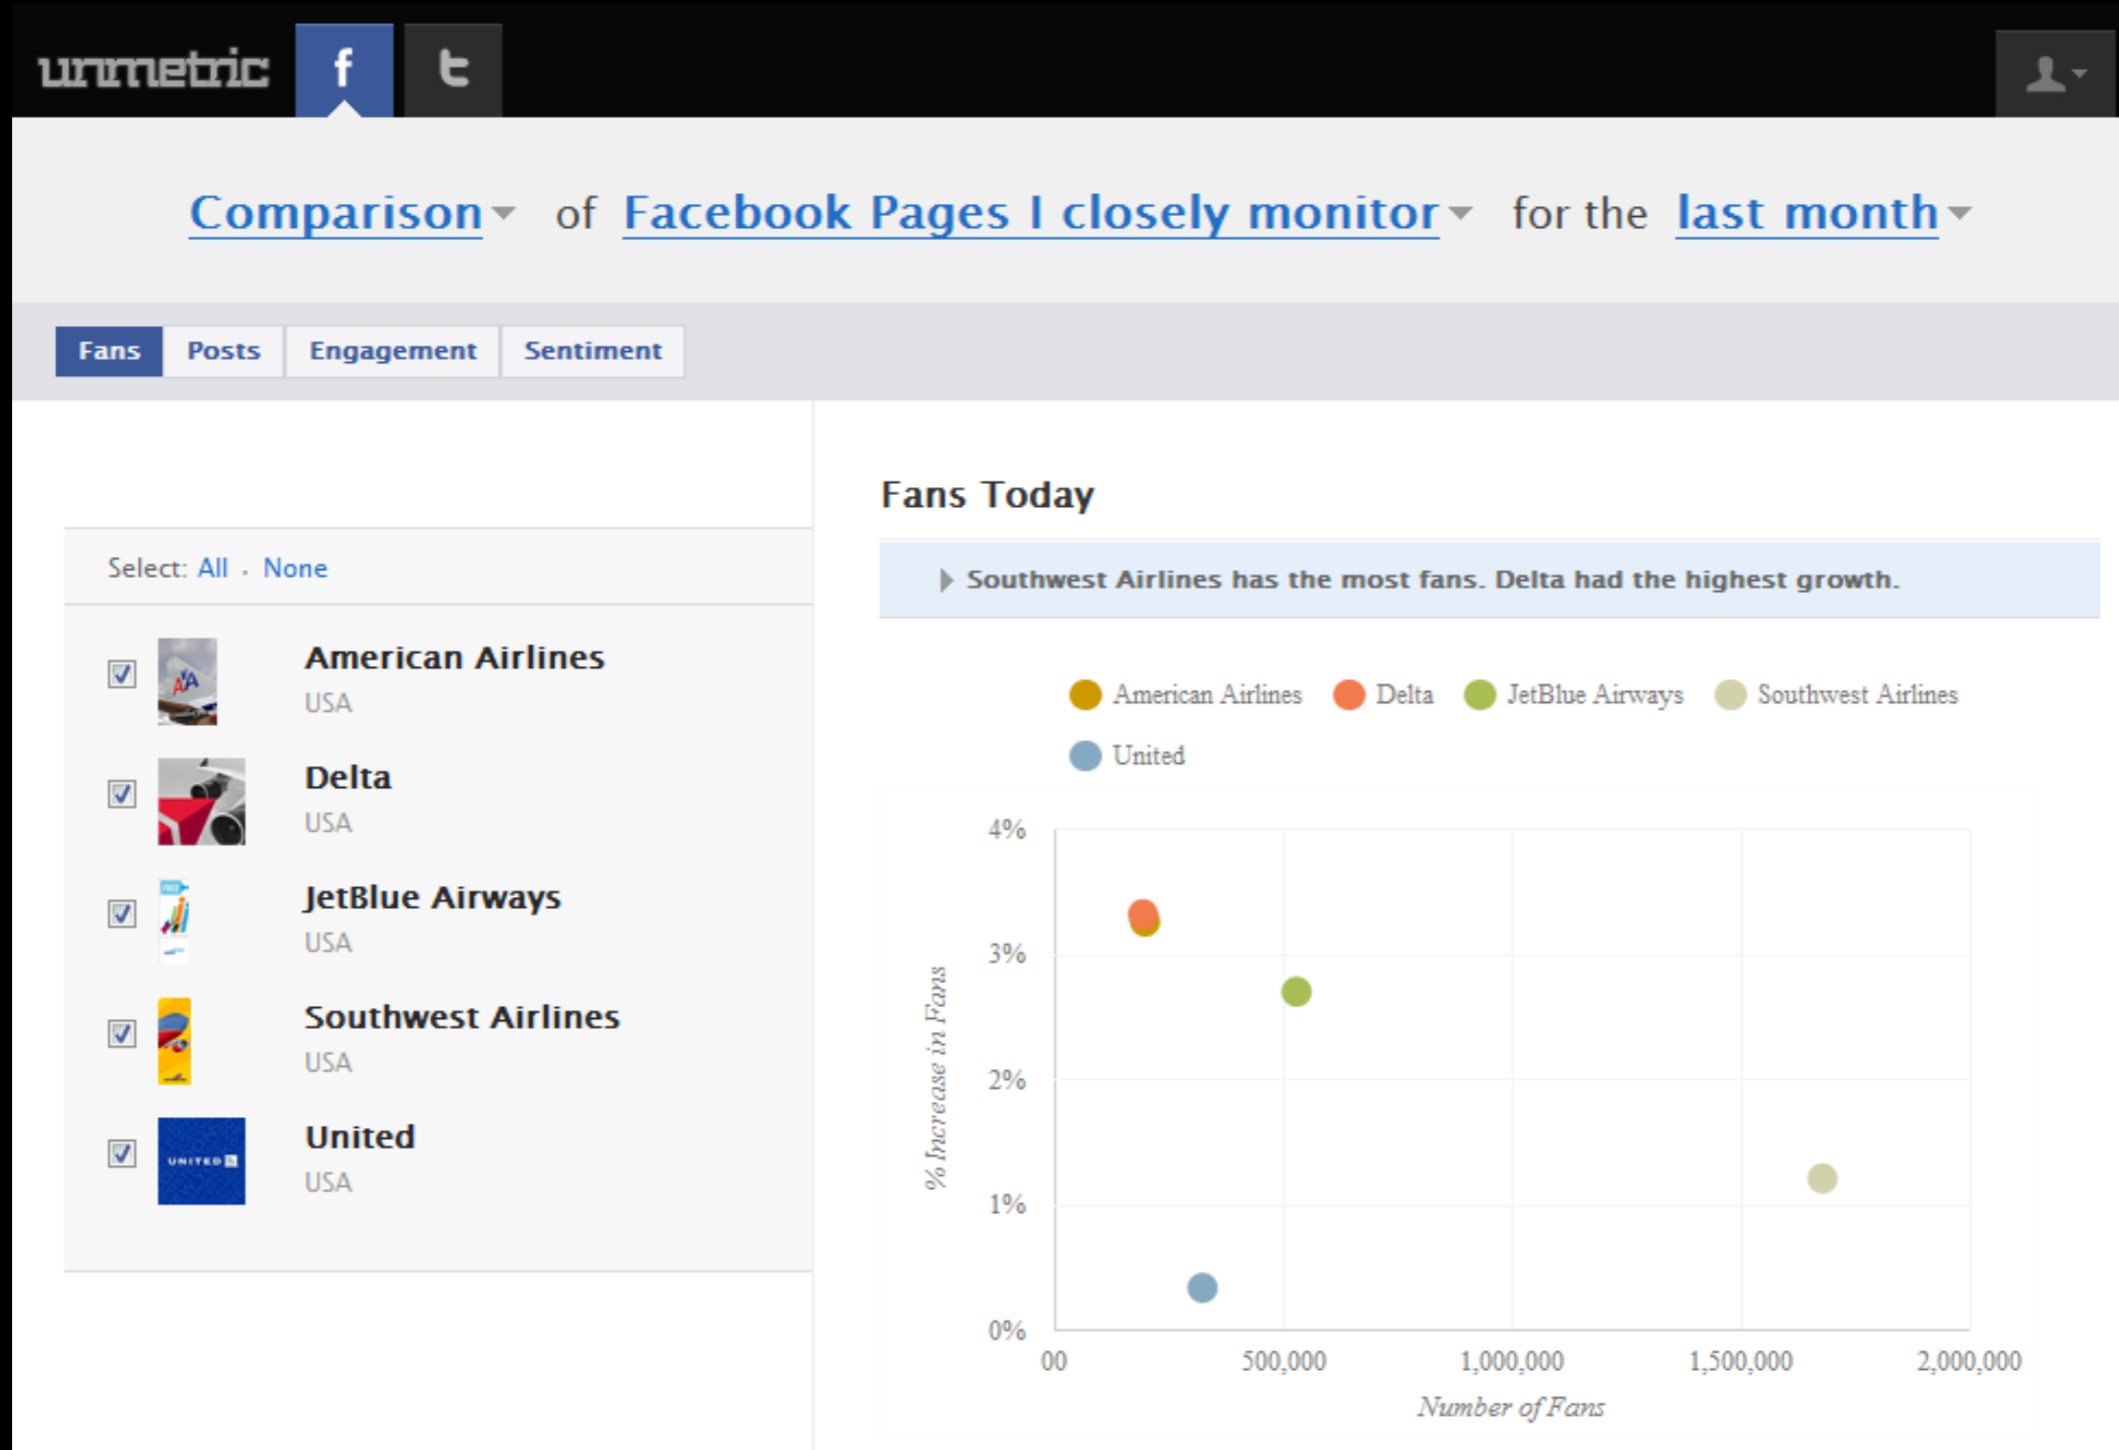 unmetric f t
Comparison of Facebook Pages I closely monitor for the last month
Fans Posts Engagement Sentiment
Select: All · None
American Airlines
USA
Delta
USA
JetBlue Airways
USA
Southwest Airlines
USA
UNITED
United
USA
Fans Today
Southwest Airlines has the most fans. Delta had the highest growth.
American Airlines Delta JetBlue Airways Southwest Airlines
United
4%
3%
2%
1%
0%
% Increase in Fans
00 500,000 1,000,000 1,500,000 2,000,000
Number of Fans